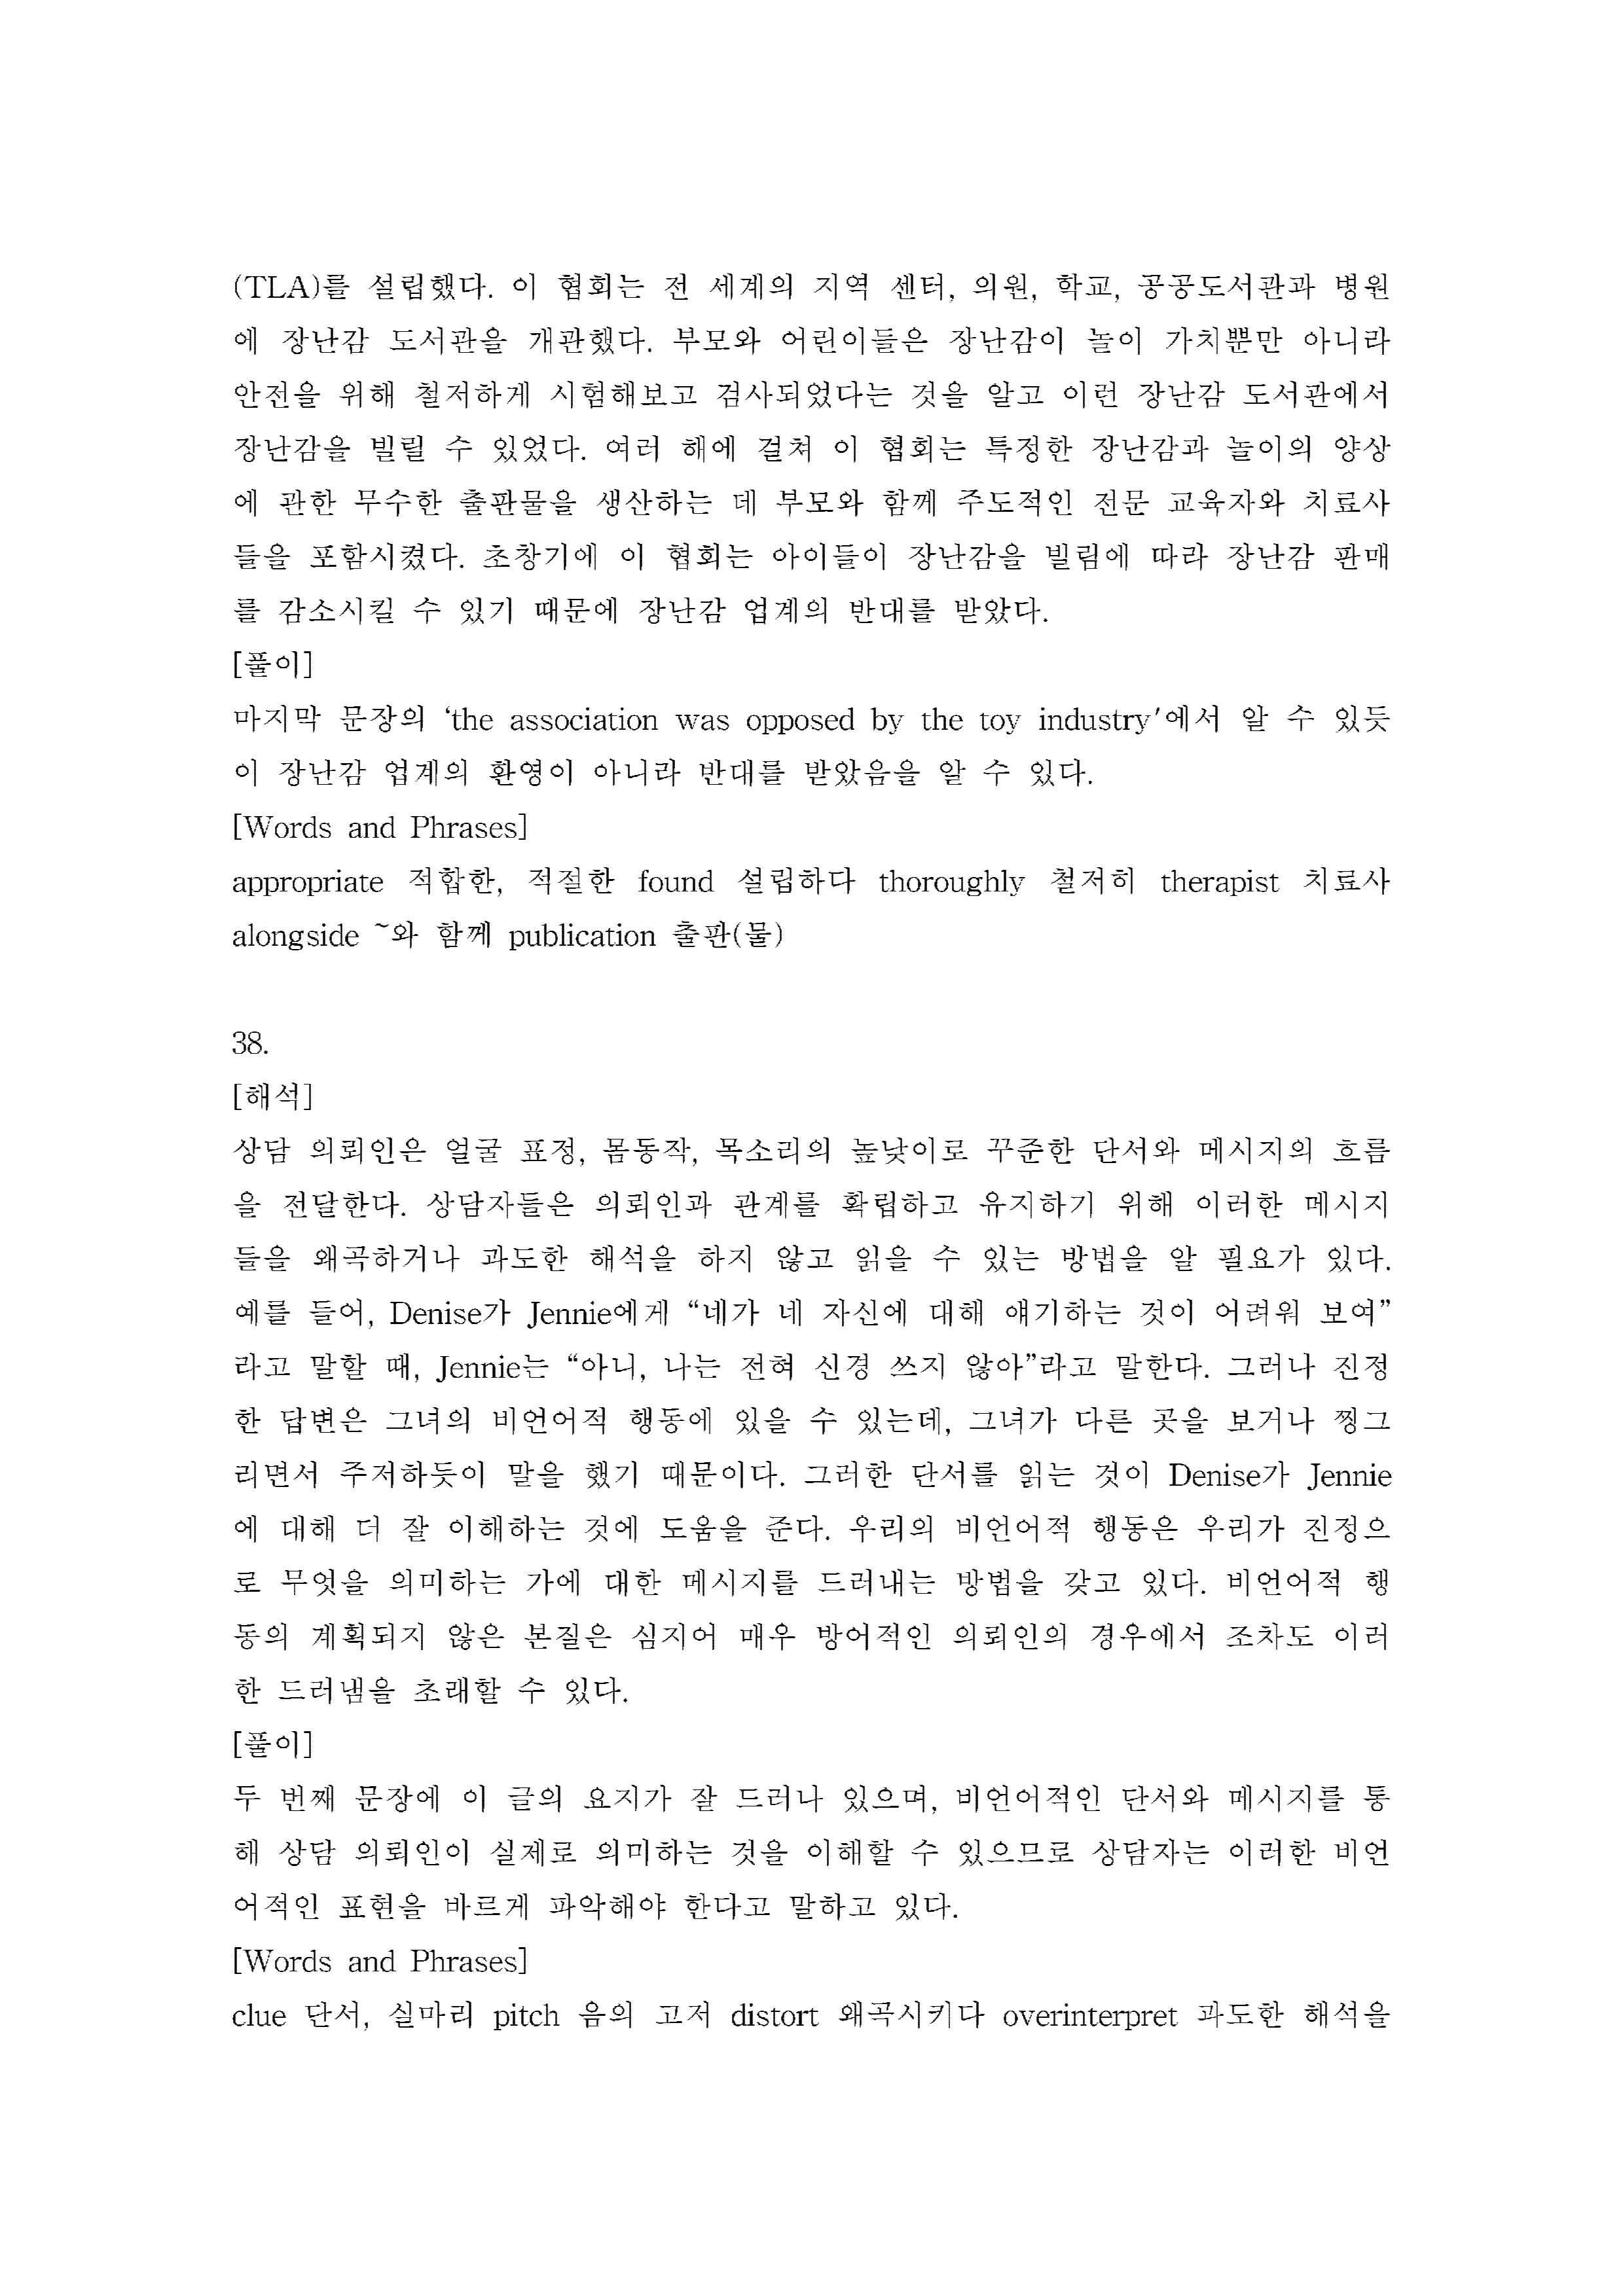 (TLA)를 설립했다. 이 협회는 전 세계의 지역 센터, 의원, 학교, 공공도서관과 병원
에 장난감 도서관을 개관했다. 부모와 어린이들은 장난감이 놀이 가치뿐만 아니라
안전을 위해 철저하게 시험해보고 검사되었다는 것을 알고 이런 장난감 도서관에서
장난감을 빌릴 수 있었다. 여러 해에 걸쳐 이 협회는 특정한 장난감과 놀이의 양상
에 관한 무수한 출판물을 생산하는 데 부모와 함께 주도적인 전문 교육자와 치료사
들을 포함시켰다. 초창기에 이 협회는 아이들이 장난감을 빌림에 따라 장난감 판매
를 감소시킬 수 있기 때문에 장난감 업계의 반대를 받았다.
[풀이]
마지막 문장의 ‘the association was opposed by the toy industry’에서 알 수 있듯
이 장난감 업계의 환영이 아니라 반대를 받았음을 알 수 있다.
[Words and Phrases]
appropriate 적합한, 적절한 found 설립하다 thoroughly 철저히 therapist 치료사
alongside ~와 함께 publication 출판(물)
38.
[해석]
상담 의뢰인은 얼굴 표정, 몸동작, 목소리의 높낮이로 꾸준한 단서와 메시지의 흐름
을 전달한다. 상담자들은 의뢰인과 관계를 확립하고 유지하기 위해 이러한 메시지
들을 왜곡하거나 과도한 해석을 하지 않고 읽을 수 있는 방법을 알 필요가 있다.
예를 들어, Denise가 Jennie에게 “네가 네 자신에 대해 얘기하는 것이 어려워 보여”
라고 말할 때, Jennie는 “아니, 나는 전혀 신경 쓰지 않아”라고 말한다. 그러나 진정
한 답변은 그녀의 비언어적 행동에 있을 수 있는데, 그녀가 다른 곳을 보거나 찡그
리면서 주저하듯이 말을 했기 때문이다. 그러한 단서를 읽는 것이 Denise가 Jennie
에 대해 더 잘 이해하는 것에 도움을 준다. 우리의 비언어적 행동은 우리가 진정으
로 무엇을 의미하는 가에 대한 메시지를 드러내는 방법을 갖고 있다. 비언어적 행
동의 계획되지 않은 본질은 심지어 매우 방어적인 의뢰인의 경우에서 조차도 이러
한 드러냄을 초래할 수 있다.
[풀이]
두 번째 문장에 이 글의 요지가 잘 드러나 있으며, 비언어적인 단서와 메시지를 통
해 상담 의뢰인이 실제로 의미하는 것을 이해할 수 있으므로 상담자는 이러한 비언
어적인 표현을 바르게 파악해야 한다고 말하고 있다.
[Words and Phrases]
clue 단서, 실마리 pitch 음의 고저 distort 왜곡시키다 overinterpret 과도한 해석을